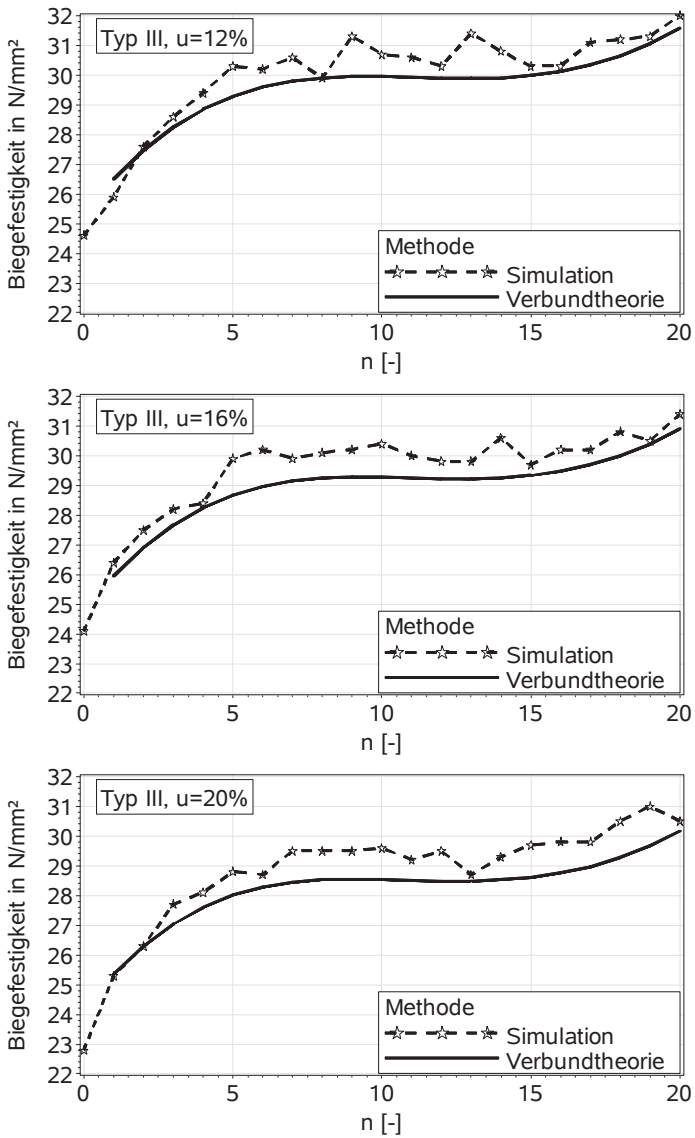 Typ III, u=12%
Biegefestigkeit in N/mm²
32
31
30
29
28
27
26
25
24
23
22
Methode
Simulation
Verbundtheorie
0 5 10 15 20
n [-]
Typ III, u=16%
Biegefestigkeit in N/mm²
32
31
30
29
28
27
26
25
24
23
22
Methode
Simulation
Verbundtheorie
0 5 10 15 20
n [-]
Typ III, u=20%
Biegefestigkeit in N/mm²
32
31
30
29
28
27
26
25
24
23
22
Methode
Simulation
Verbundtheorie
0 5 10 15 20
n [-]